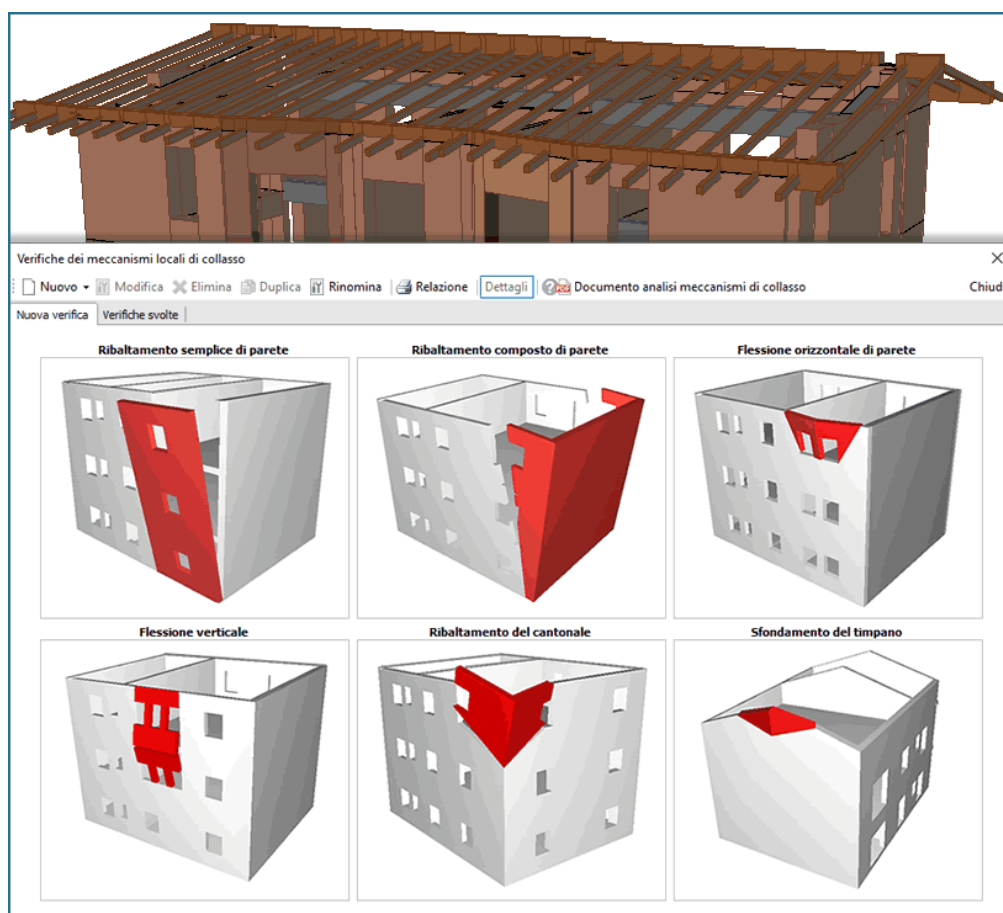 Verifiche dei meccanismi locali di collasso
Nuovo Modifica Elimina Duplica Rinomina Relazione Dettagli PDF Documento analisi meccanismi di collasso Chiud
Nuova verifica Verifiche svolte
Ribaltamento semplice di parete Ribaltamento composto di parete Flessione orizzontale di parete
Flessione verticale Ribaltamento del cantonale Sfondamento del timpano